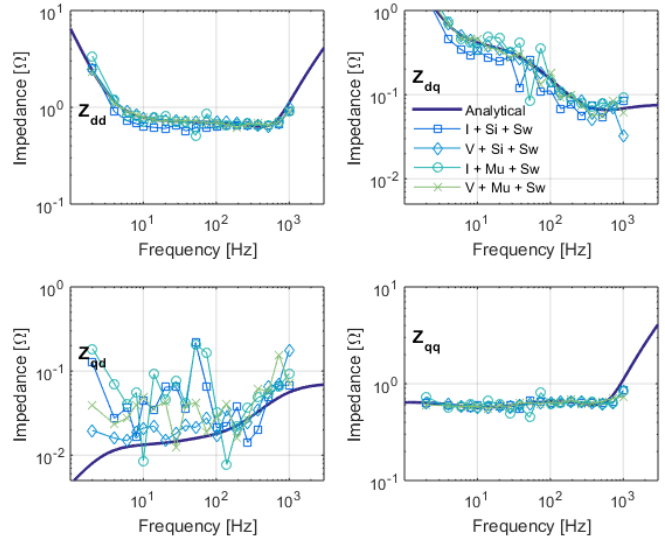 10¹
10⁰
10⁻¹
Impedance [Ω]
Z_dd
10¹ 10² 10³
Frequency [Hz]
10⁰
10⁻¹
10⁻²
Impedance [Ω]
Z_dq
Analytical
I + Si + Sw
V + Si + Sw
I + Mu + Sw
V + Mu + Sw
10¹ 10² 10³
Frequency [Hz]
10⁰
10⁻¹
10⁻²
Impedance [Ω]
Z_qd
10¹ 10² 10³
Frequency [Hz]
10¹
10⁰
10⁻¹
Impedance [Ω]
Z_qq
10¹ 10² 10³
Frequency [Hz]